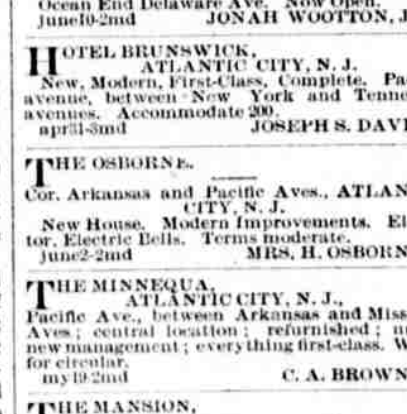 Ocean End Delaware Ave. Now Open.
June10-2md JONAH WOOTTON, J
HOTEL BRUNSWICK,
ATLANTIC CITY, N. J.
New, Modern, First-Class, Complete. Pa
avenue, between New York and Tenne
avenues. Accommodate 200.
JOSEPH S. DAVI
THE OSBORNE.
Cor. Arkansas and Pacific Aves., ATLAN
CITY, N. J.
New House. Modern Improvements. El
tor, Electric Bells. Terms moderate.
june2-2md MRS. H. OSBORN
THE MINNEQUA,
ATLANTIC CITY, N. J.,
Pacific Ave., between Arkansas and Miss
Aves; central location; refurnished; u
new management; everything first-class. W
for circular.
my19-2md C. A. BROWN
THE MANSION,